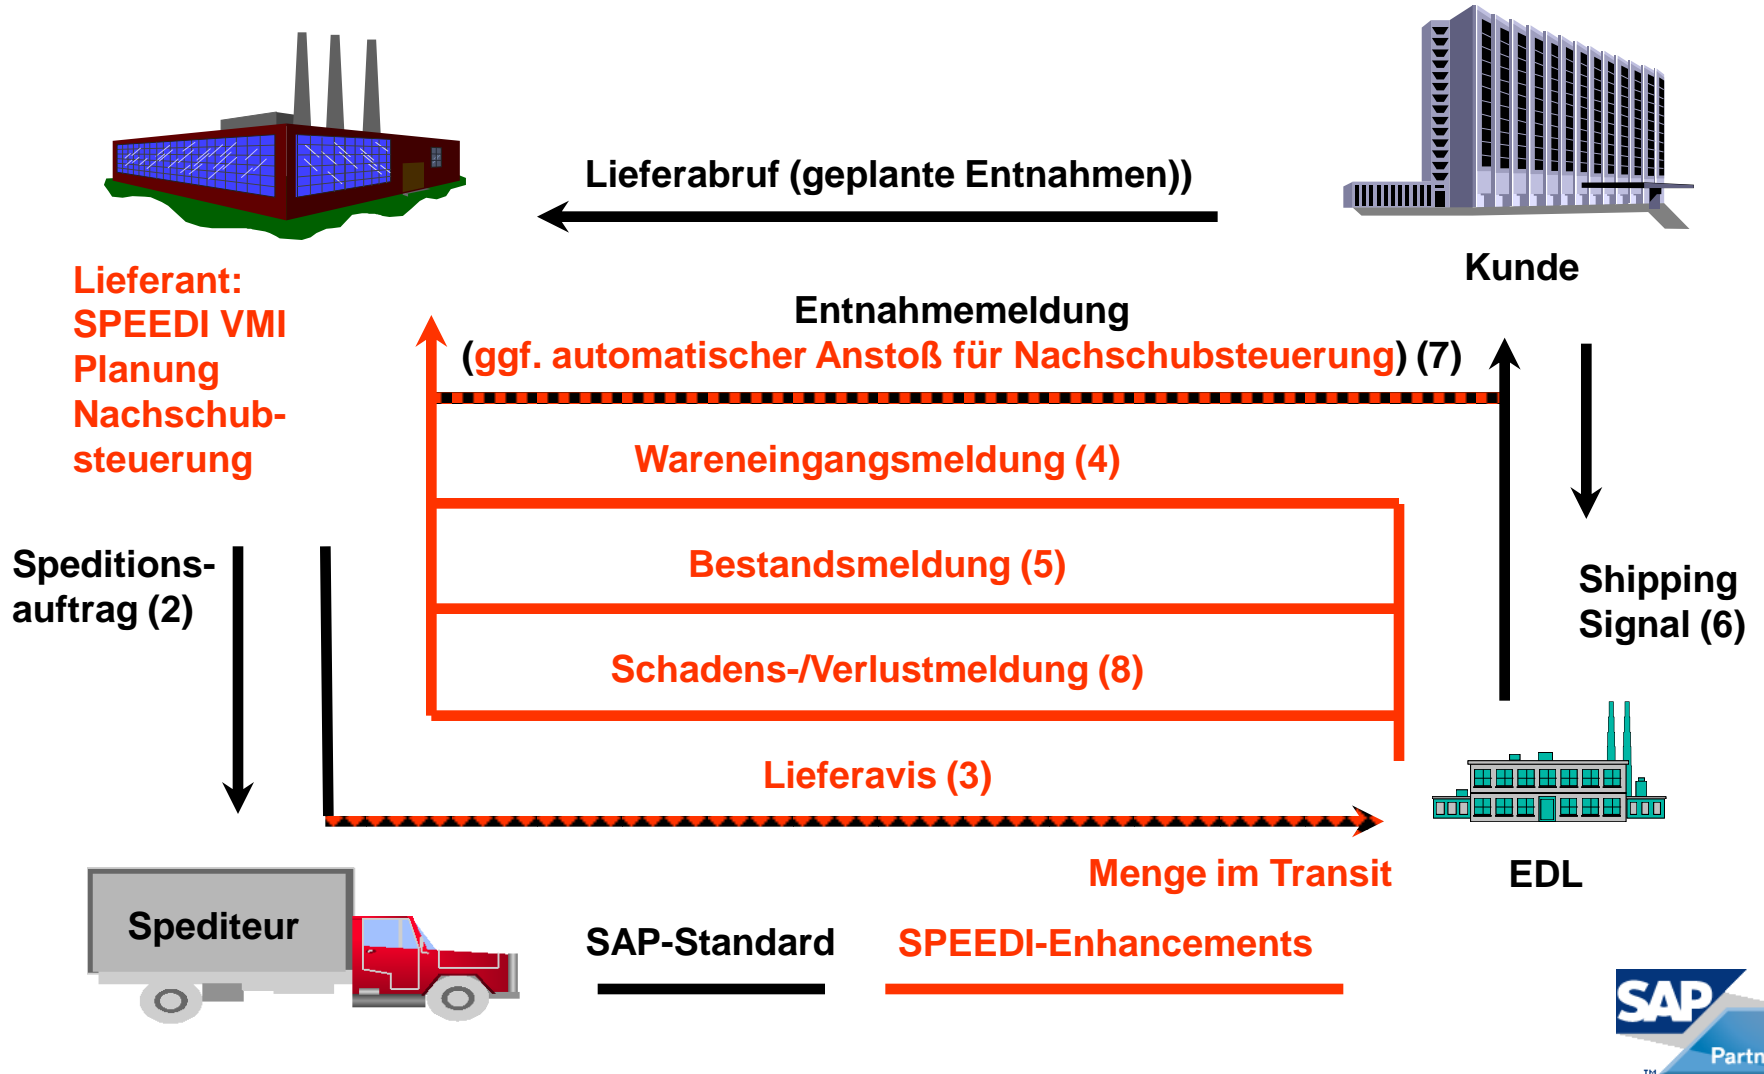 Lieferabruf (geplante Entnahmen))
Kunde
Lieferant:
SPEEDI VMI
Planung
Nachschub-
steuerung
Entnahmemeldung
(ggf. automatischer Anstoß für Nachschubsteuerung) (7)
Wareneingangsmeldung (4)
Bestandsmeldung (5)
Schadens-/Verlustmeldung (8)
Speditions-
auftrag (2)
Shipping
Signal (6)
Lieferavis (3)
Menge im Transit
EDL
Spediteur
SAP-Standard
SPEEDI-Enhancements
SAP
Partn
TM